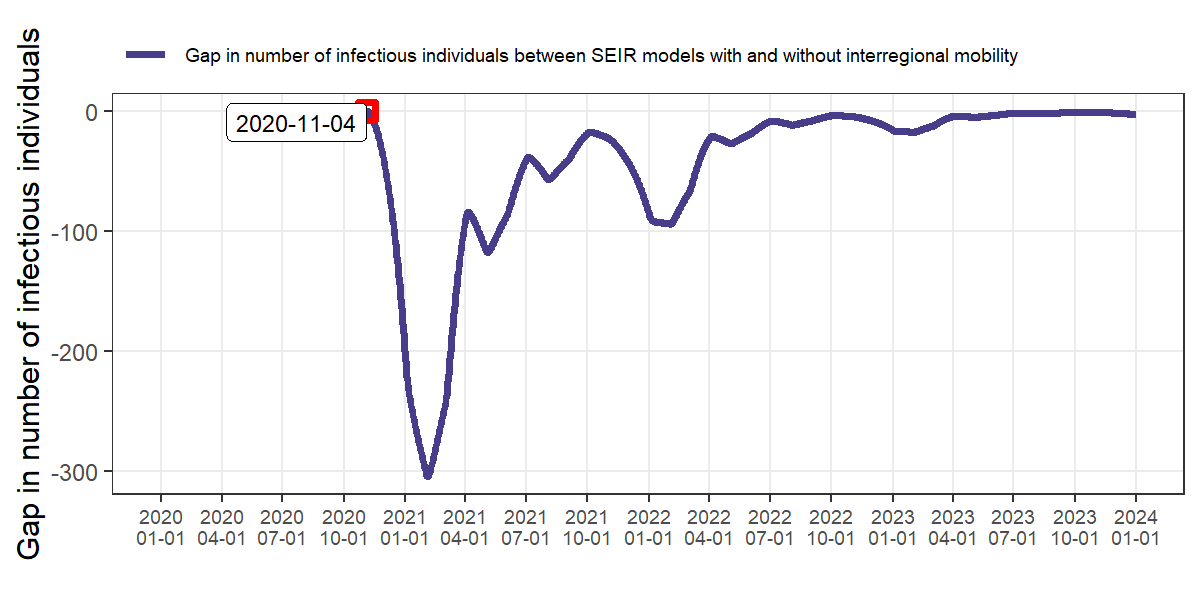 Gap in number of infectious individuals between SEIR models with and without interregional mobility
Gap in number of infectious individuals
0
-100
-200
-300
2020-11-04
2020 2020 2020 2020 2021 2021 2021 2021 2022 2022 2022 2022 2023 2023 2023 2023 2024
01-01 04-01 07-01 10-01 01-01 04-01 07-01 10-01 01-01 04-01 07-01 10-01 01-01 04-01 07-01 10-01 01-01